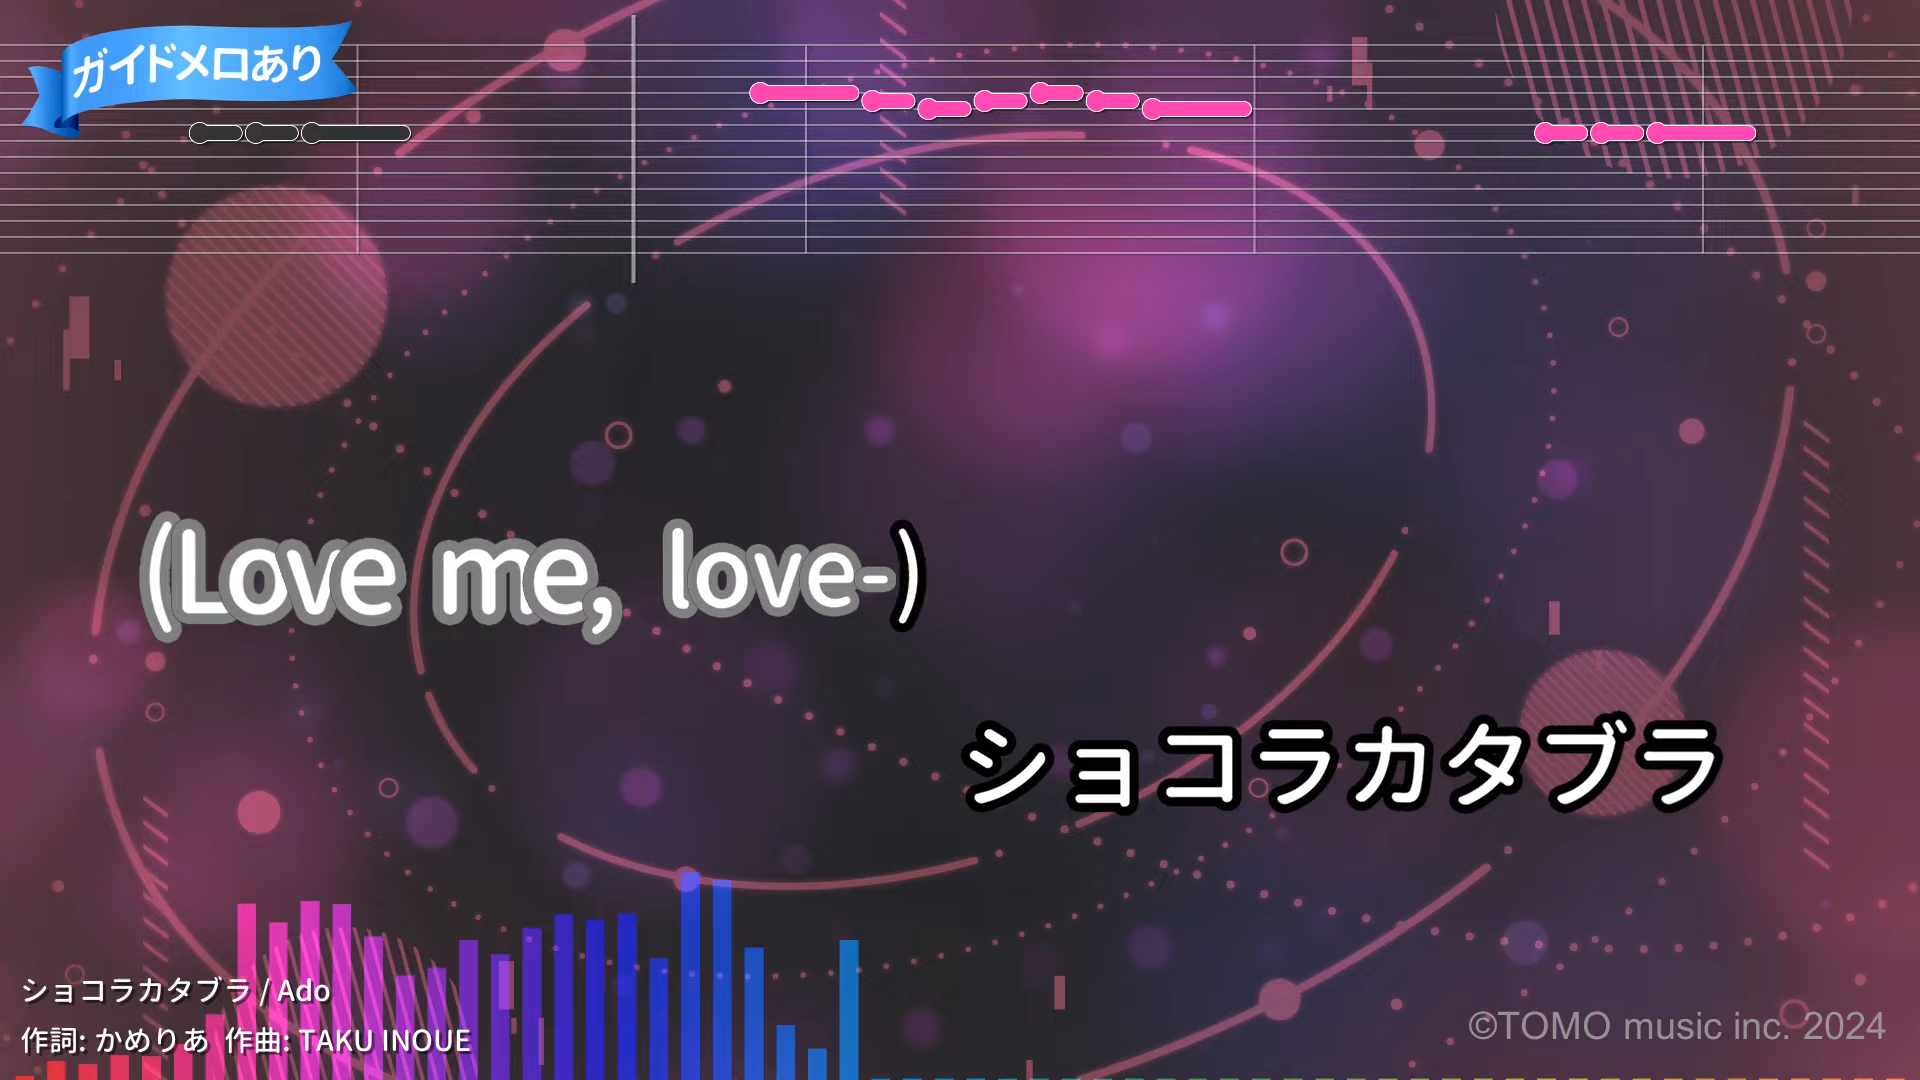 ガイドメロあり
(Love me, love-)
ショコラカタブラ
ショコラカタブラ / Ado
作詞: かめりあ 作曲: TAKU INOUE
©TOMO music inc. 2024